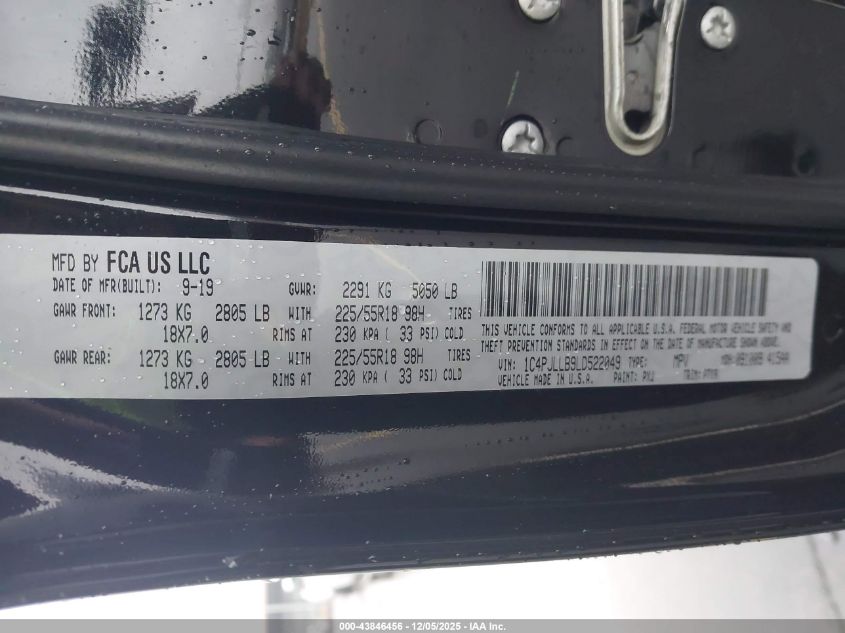 MFD BY FCA US LLC
DATE OF MFR(BUILT): 9-19 GVWR: 2291 KG 5050 LB
GAWR FRONT: 1273 KG 2805 LB WITH 225/55R18 98H TIRES
18X7.0 RIMS AT 230 KPA ( 33 PSI) COLD
GAWR REAR: 1273 KG 2805 LB WITH 225/55R18 98H TIRES
18X7.0 RIMS AT 230 KPA ( 33 PSI) COLD
THIS VEHICLE CONFORMS TO ALL APPLICABLE U.S.A. FEDERAL MOTOR VEHICLE SAFETY AND
THEFT PREVENTION STANDARDS IN EFFECT ON THE DATE OF MANUFACTURE SHOWN ABOVE.
VIN: 1C4PJLLB9LD522049 TYPE: MPV
VEHICLE MADE IN U.S.A. PAINT: PXJ TRIM:
000-43846456 - 12/05/2025 - IAA Inc.